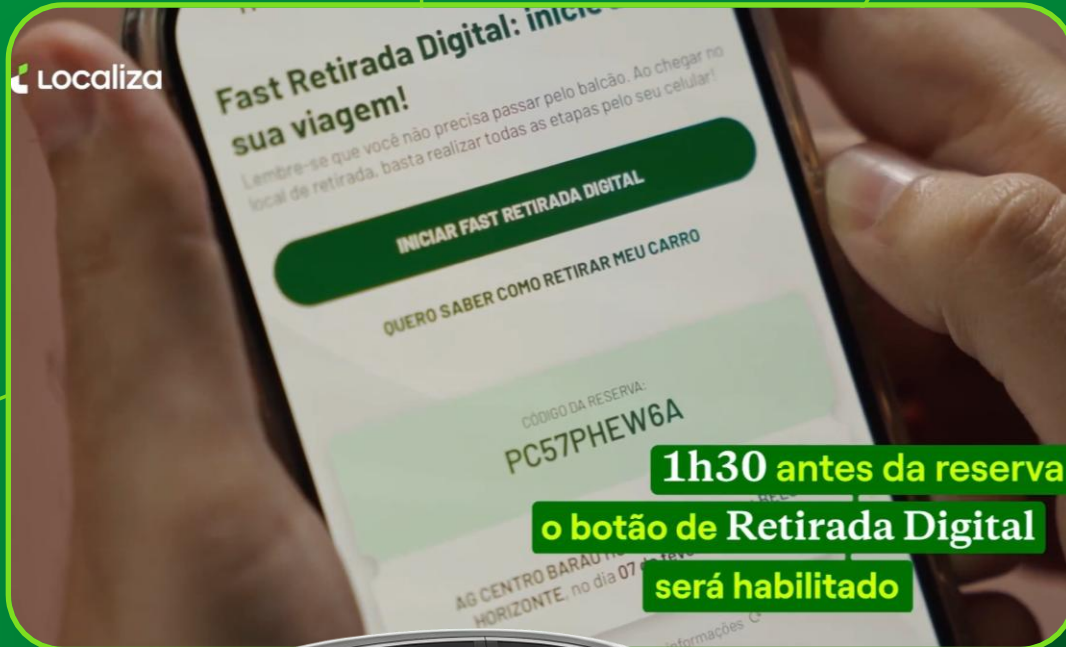 Localiza
Fast Retirada Digital: inicie
sua viagem!
Lembre-se que você não precisa passar pelo balcão. Ao chegar no
local de retirada, basta realizar todas as etapas pelo seu celular!
INICIAR FAST RETIRADA DIGITAL
QUERO SABER COMO RETIRAR MEU CARRO
CÓDIGO DA RESERVA:
PC57PHEW6A
1h30 antes da reserva
o botão de Retirada Digital
será habilitado
AG CENTRO BARÃO
HORIZONTE, no dia 07
informações